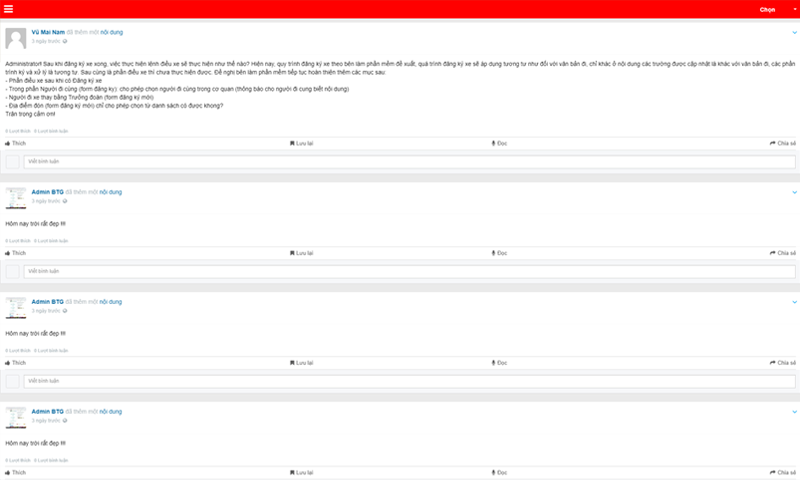 Chọn
Vũ Mai Nam đã thêm một nội dung
3 ngày trước
Administrator# Sau khi đăng ký xe xong, việc thực hiện lệnh điều xe sẽ thực hiện như thế nào? Hiện nay, quy trình đăng ký xe theo bên làm phần mềm đề xuất, quá trình đăng ký xe sẽ áp dụng tương tự như đối với văn bản đi, chỉ khác ở nội dung các trường được cập nhật là khác với văn bản đi, các phần
trình ký và xử lý là tương tự. Sau cùng là phần điều xe thì chưa thực hiện được. Đề nghị bên làm phần mềm tiếp tục hoàn thiện thêm các mục sau:
- Phần điều xe sau khi có Đăng ký xe
- Trong phần Người đi cùng (form đăng ký): cho phép chọn người đi cùng trong cơ quan (thông báo cho người đi cung biết nội dung)
- Người đi xe thay bằng Trưởng đoàn (form đăng ký mới)
- Địa điểm đón (form đăng ký mới) chỉ cho phép chọn từ danh sách có được không?
Trân trọng cảm ơn!
0 Lượt thích · 0 Lượt bình luận
Thích Lưu lại Đọc Chia sẻ
Viết bình luận
Admin BTG đã thêm một nội dung
3 ngày trước
Hôm nay trời rất đẹp !!!!
0 Lượt thích · 0 Lượt bình luận
Thích Lưu lại Đọc Chia sẻ
Viết bình luận
Admin BTG đã thêm một nội dung
3 ngày trước
Hôm nay trời rất đẹp !!!!
0 Lượt thích · 0 Lượt bình luận
Thích Lưu lại Đọc Chia sẻ
Viết bình luận
Admin BTG đã thêm một nội dung
3 ngày trước
Hôm nay trời rất đẹp !!!!
0 Lượt thích · 0 Lượt bình luận
Thích Lưu lại Đọc Chia sẻ